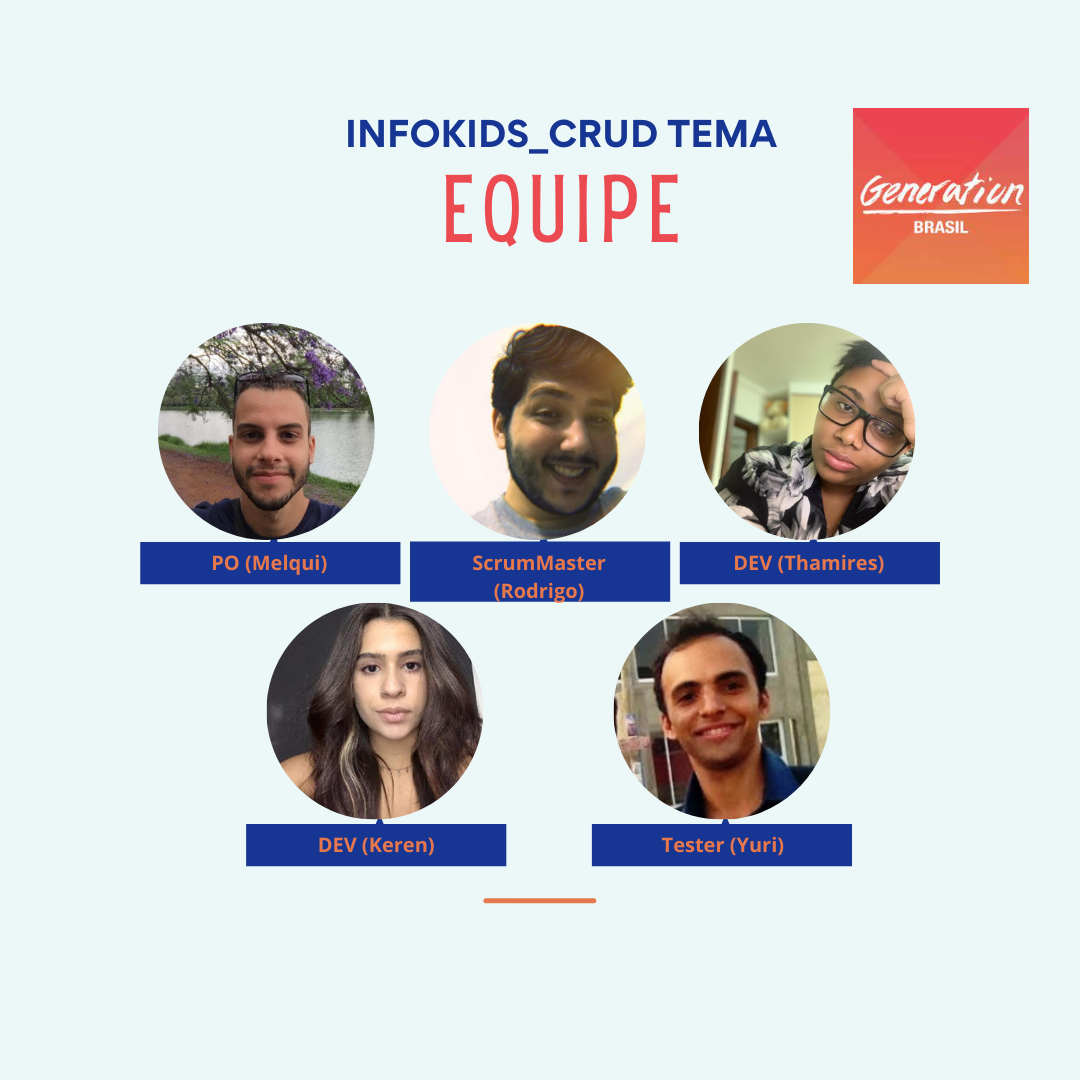 INFOKIDS_CRUD TEMA
EQUIPE
Generation
BRASIL
PO (Melqui)
ScrumMaster
(Rodrigo)
DEV (Thamires)
DEV (Keren)
Tester (Yuri)